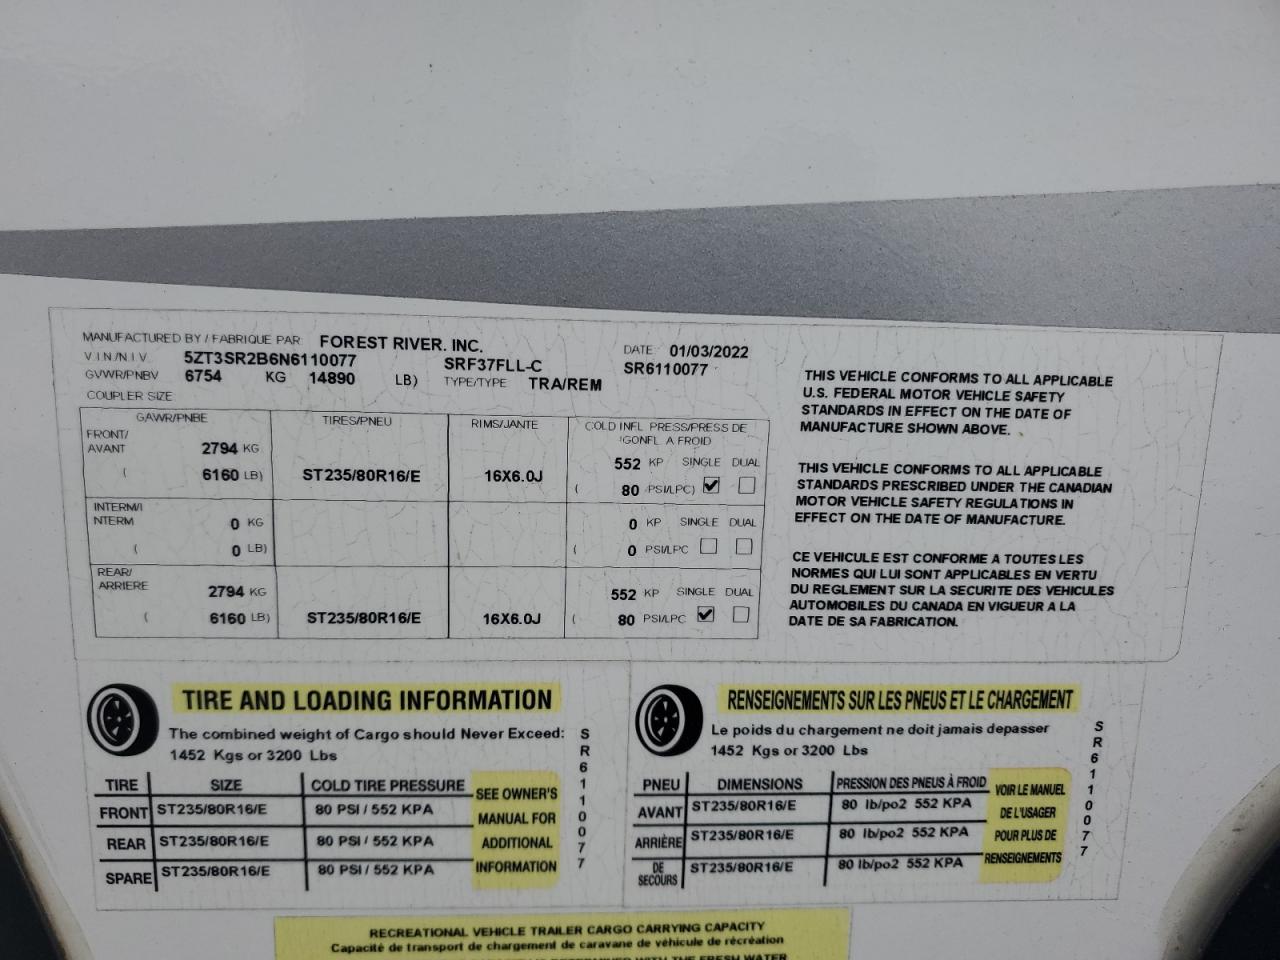 MANUFACTURED BY / FABRIQUE PAR FOREST RIVER. INC. DATE 01/03/2022
V.I.N./N.I.V. 5ZT3SR2B6N6110077 SRF37FLL-C SR6110077
GVWR/PNBV 6754 KG 14890 LB) TYPE/TYPE TRA/REM
COUPLER SIZE
GAWR/PNBE TIRES/PNEU RIMS/JANTE COLD INFL PRESS/PRESS DE
'GONFL A FROID
FRONT/
AVANT 2794 KG 552 KP SINGLE DUAL
( 6160 LB) ST235/80R16/E 16X6.0J ( 80 PSI/LPC)
INTERM/I
NTERM 0 KG 0 KP SINGLE DUAL
( 0 LB) ( 0 PSI/LPC
REAR/
ARRIERE 2794 KG 552 KP SINGLE DUAL
( 6160 LB) ST235/80R16/E 16X6.0J ( 80 PSI/LPC
THIS VEHICLE CONFORMS TO ALL APPLICABLE
U.S. FEDERAL MOTOR VEHICLE SAFETY
STANDARDS IN EFFECT ON THE DATE OF
MANUFACTURE SHOWN ABOVE.
THIS VEHICLE CONFORMS TO ALL APPLICABLE
STANDARDS PRESCRIBED UNDER THE CANADIAN
MOTOR VEHICLE SAFETY REGULATIONS IN
EFFECT ON THE DATE OF MANUFACTURE.
CE VEHICULE EST CONFORME A TOUTES LES
NORMES QUI LUI SONT APPLICABLES EN VERTU
DU REGLEMENT SUR LA SECURITE DES VEHICULES
AUTOMOBILES DU CANADA EN VIGUEUR A LA
DATE DE SA FABRICATION.
TIRE AND LOADING INFORMATION
The combined weight of Cargo should Never Exceed:
1452 Kgs or 3200 Lbs
TIRE SIZE COLD TIRE PRESSURE
FRONT ST235/80R16/E 80 PSI / 552 KPA
REAR ST235/80R16/E 80 PSI / 552 KPA
SPARE ST235/80R16/E 80 PSI / 552 KPA
SEE OWNER'S
MANUAL FOR
ADDITIONAL
INFORMATION
SR6110077
RENSEIGNEMENTS SUR LES PNEUS ET LE CHARGEMENT
Le poids du chargement ne doit jamais depasser
1452 Kgs or 3200 Lbs
PNEU DIMENSIONS PRESSION DES PNEUS À FROID
AVANT ST235/80R16/E 80 lb/po2 552 KPA
ARRIÈRE ST235/80R16/E 80 lb/po2 552 KPA
DE
SECOURS ST235/80R16/E 80 lb/po2 552 KPA
VOIR LE MANUEL
DE L'USAGER
POUR PLUS DE
RENSEIGNEMENTS
SR6110077
RECREATIONAL VEHICLE TRAILER CARGO CARRYING CAPACITY
Capacité de transport de chargement de caravane de véhicule de récréation
DETERMINED WITH THE FRESH WATER